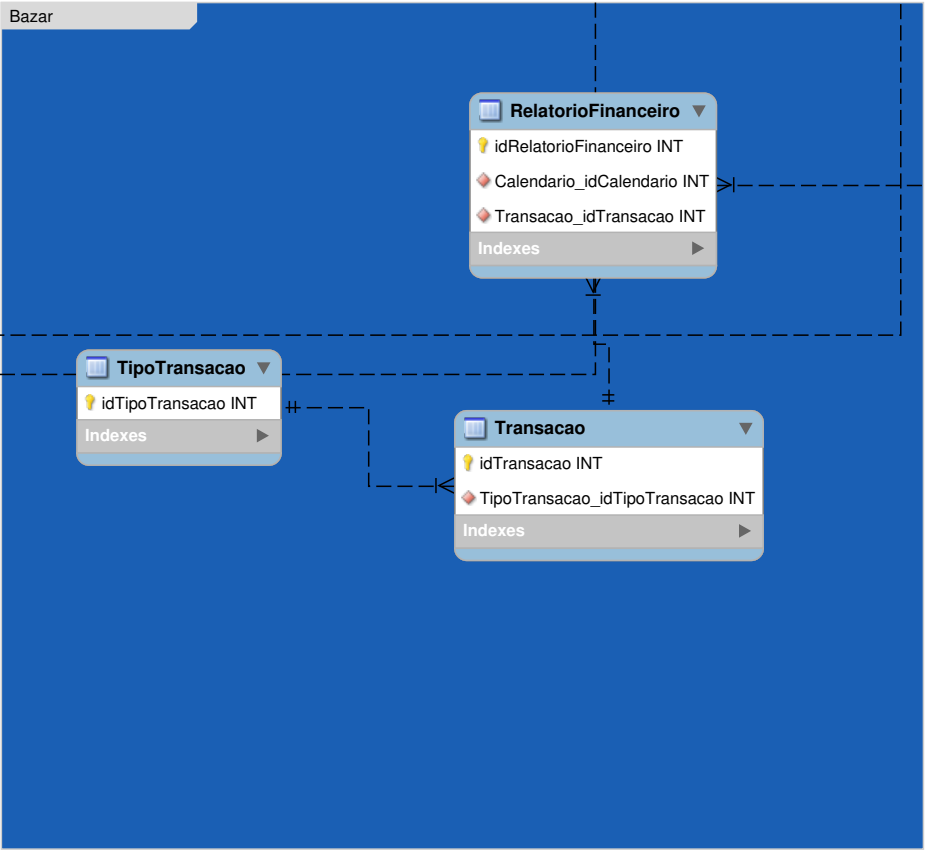 Bazar
RelatorioFinanceiro
idRelatorioFinanceiro INT
Calendario_idCalendario INT
Transacao_idTransacao INT
Indexes
TipoTransacao
idTipoTransacao INT
Indexes
Transacao
idTransacao INT
TipoTransacao_idTipoTransacao INT
Indexes